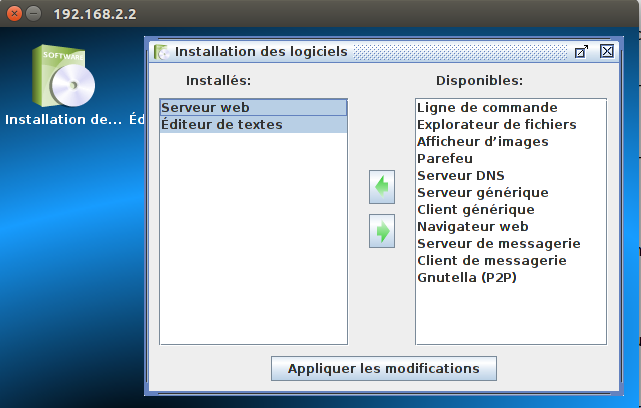 192.168.2.2
Installation des logiciels
SOFTWARE
Installation de... Éd
Installés:
Serveur web
Éditeur de textes
Disponibles:
Ligne de commande
Explorateur de fichiers
Afficheur d’images
Parefeu
Serveur DNS
Serveur générique
Client générique
Navigateur web
Serveur de messagerie
Client de messagerie
Gnutella (P2P)
Appliquer les modifications